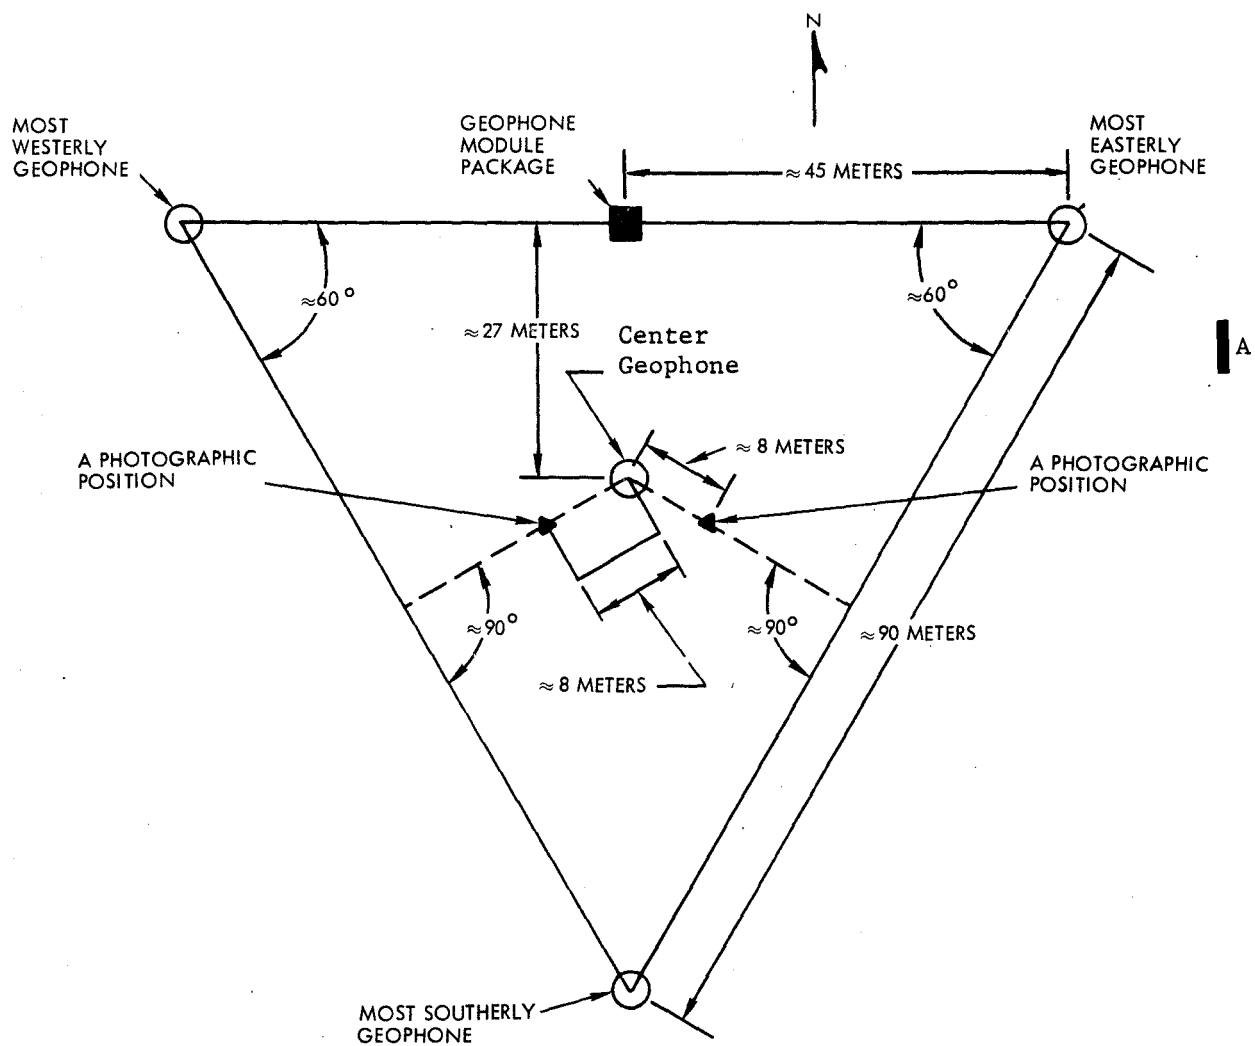 N
MOST
WESTERLY
GEOPHONE
GEOPHONE
MODULE
PACKAGE
MOST
EASTERLY
GEOPHONE
≈45 METERS
≈60°
≈60°
≈27 METERS
Center
Geophone
A
≈8 METERS
A PHOTOGRAPHIC
POSITION
A PHOTOGRAPHIC
POSITION
≈90°
≈90°
≈90 METERS
≈8 METERS
MOST SOUTHERLY
GEOPHONE